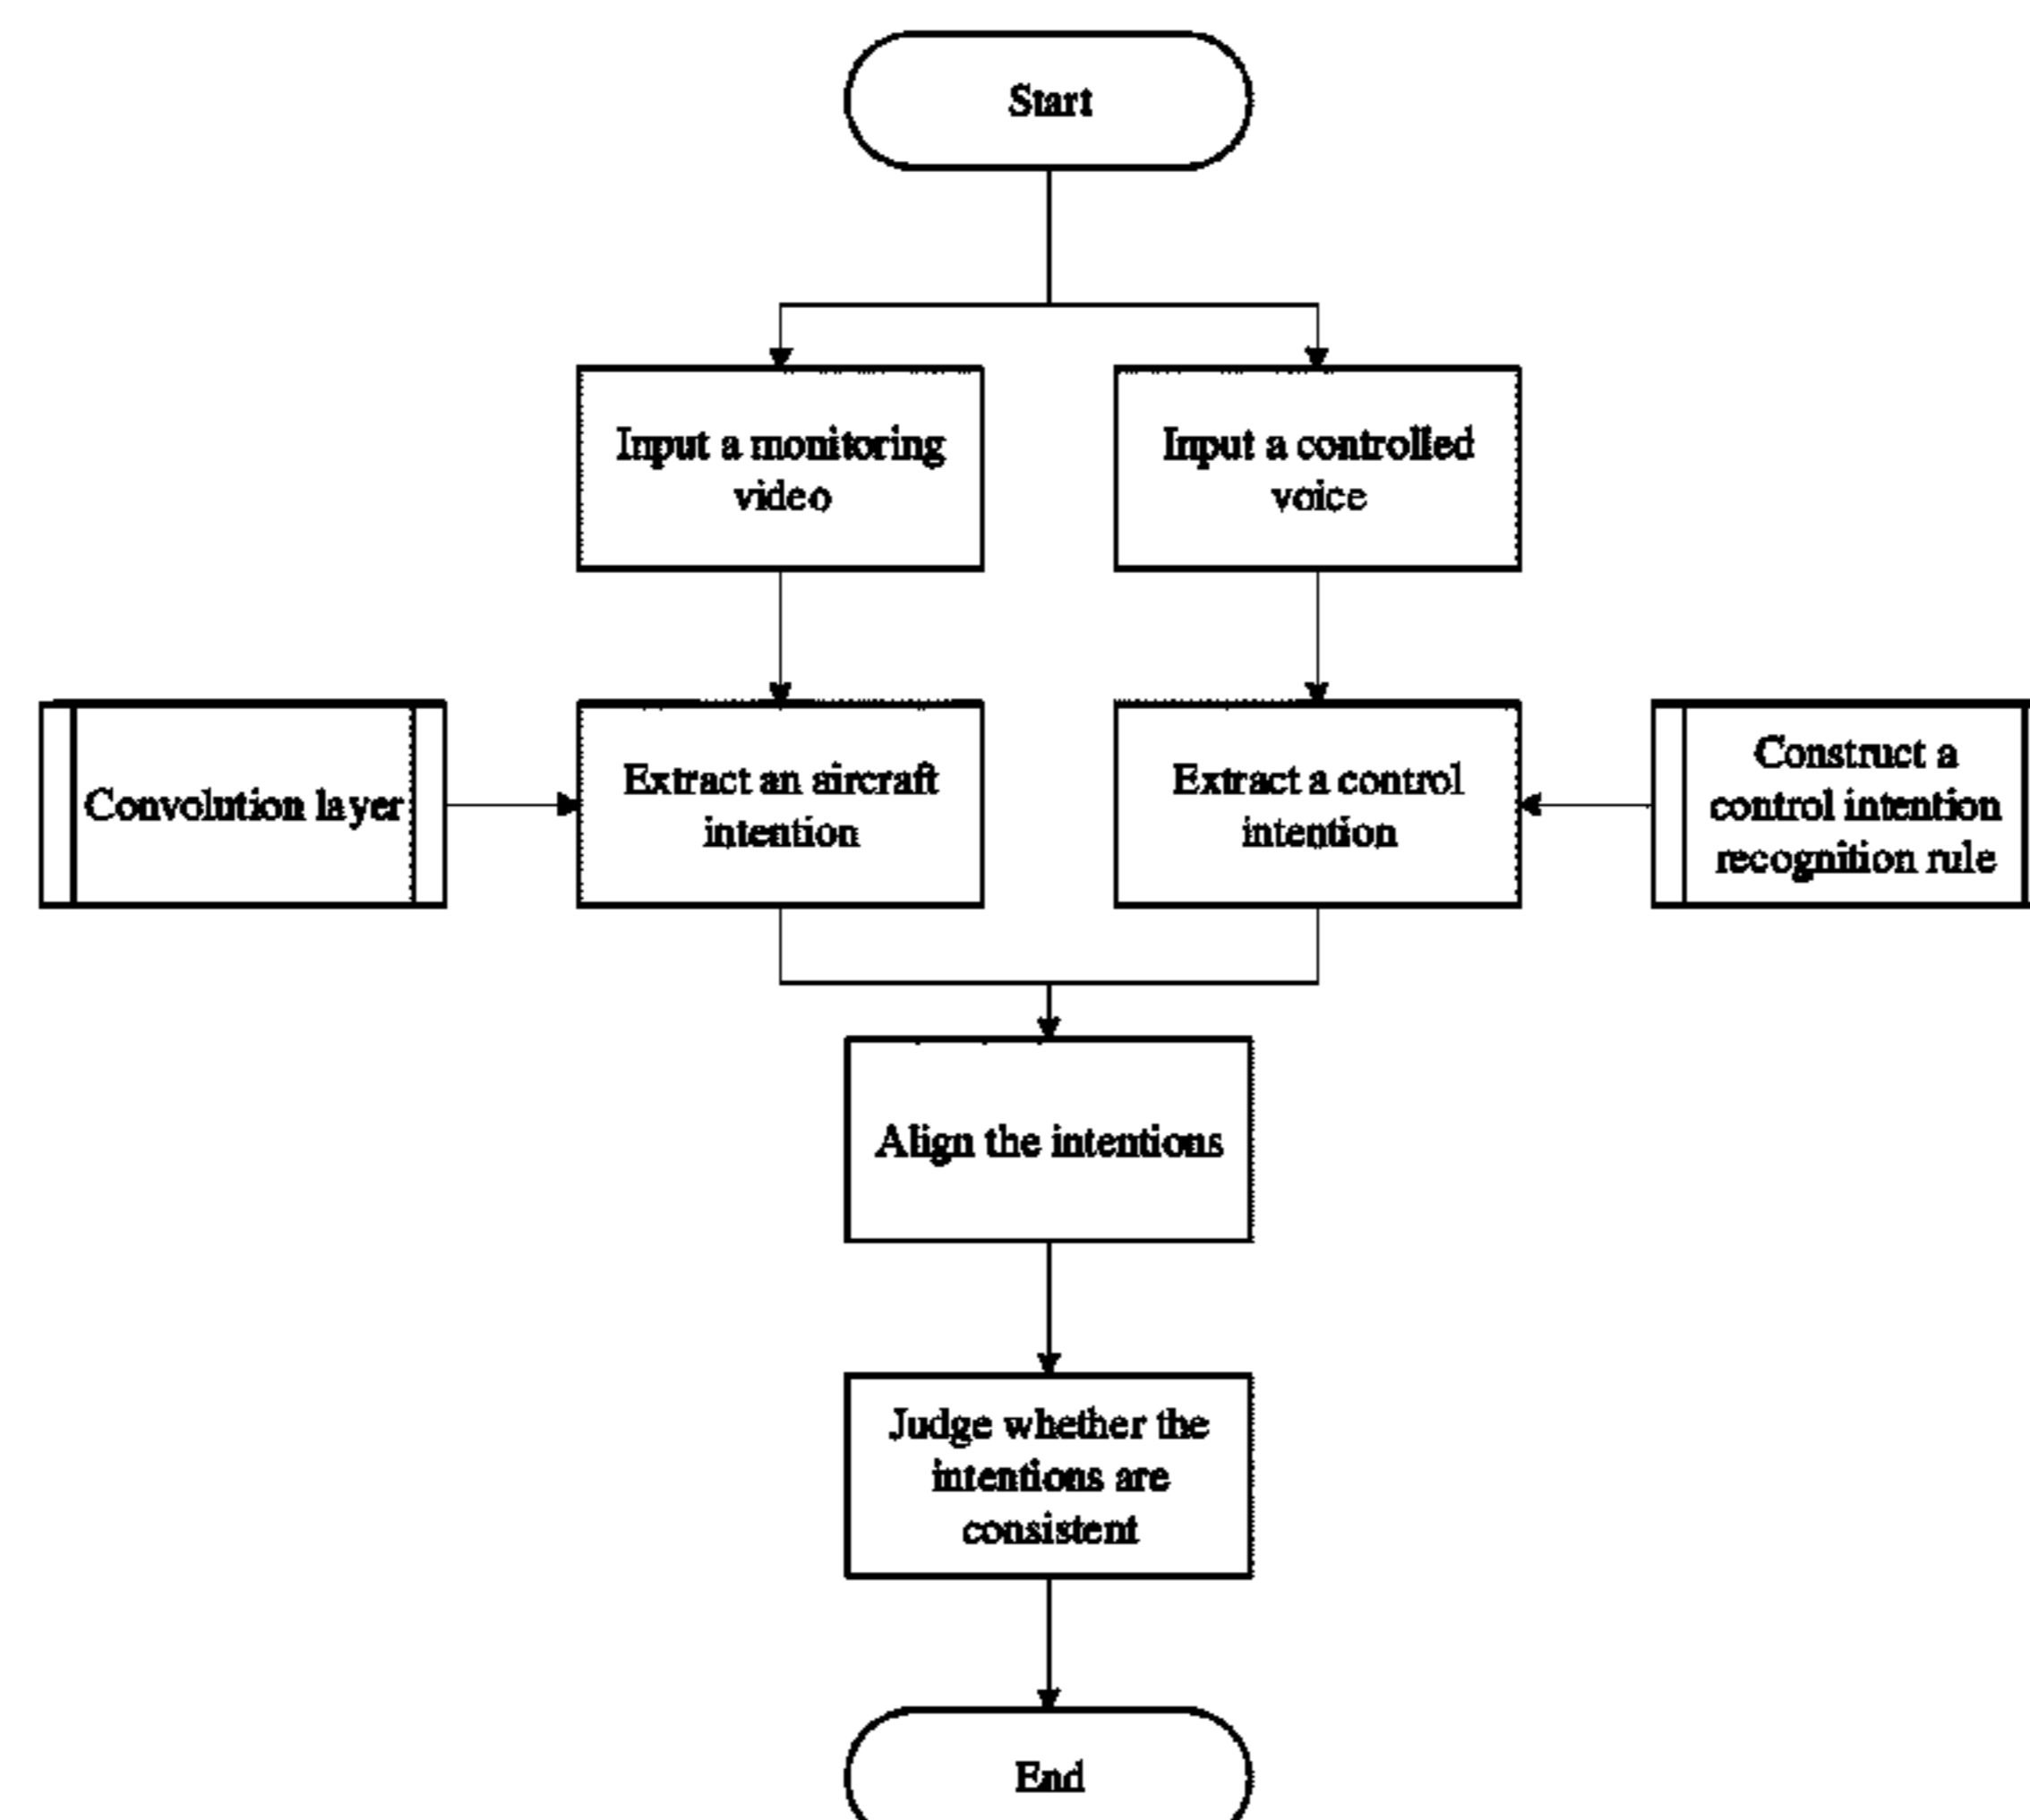 Start
Input a monitoring
video
Input a controlled
voice
Convolution layer
Extract an aircraft
intention
Extract a control
intention
Construct a
control intention
recognition rule
Align the intentions
Judge whether the
intentions are
consistent
End